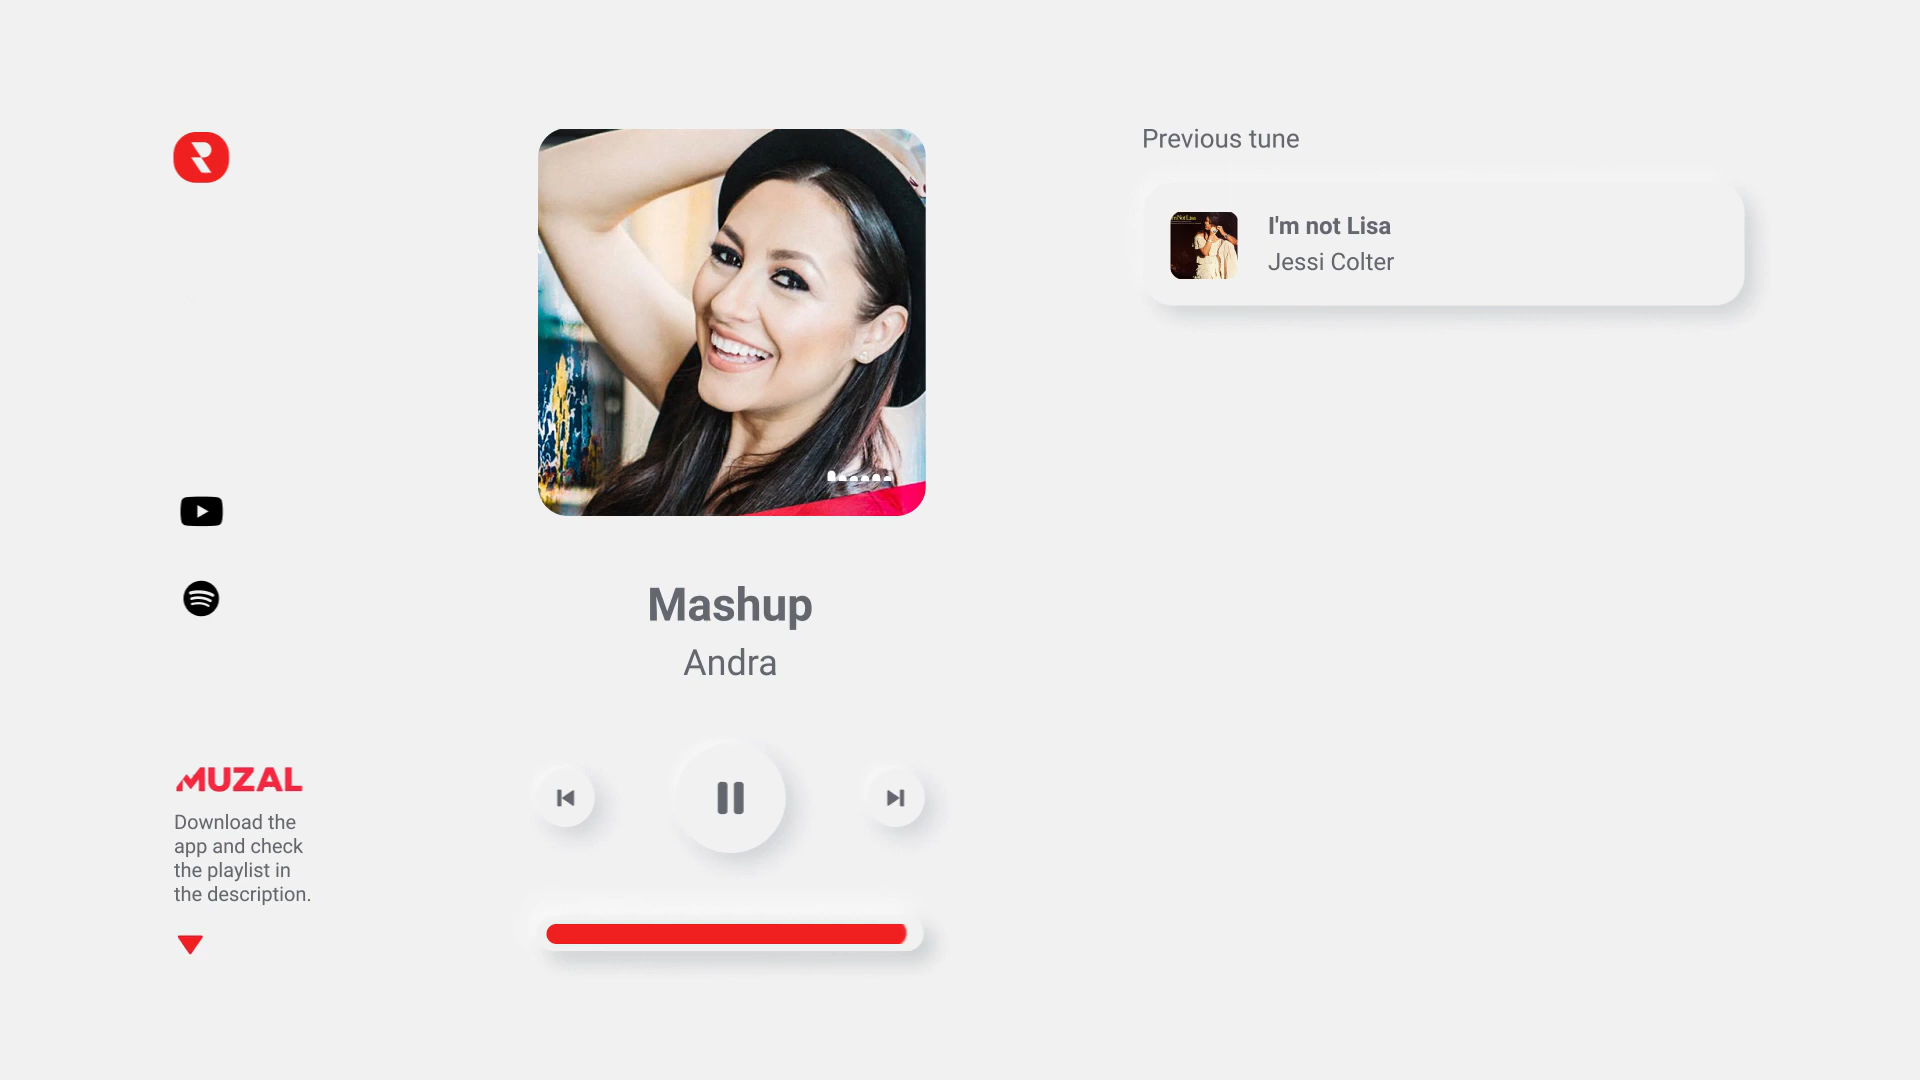 Previous tune
I'm not Lisa
Jessi Colter
Mashup
Andra
MUZAL
Download the
app and check
the playlist in
the description.